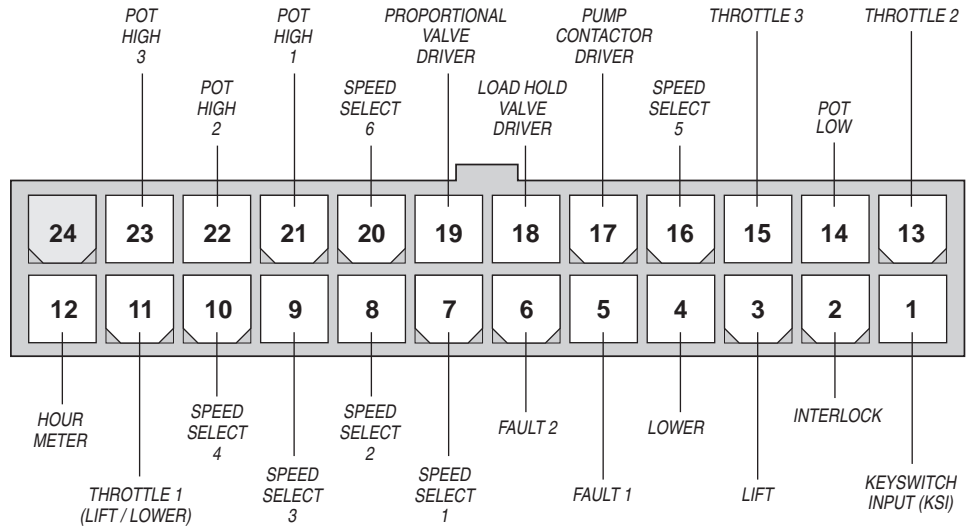 POT
HIGH
3
POT
HIGH
2
POT
HIGH
1
SPEED
SELECT
6
PROPORTIONAL
VALVE
DRIVER
LOAD HOLD
VALVE
DRIVER
PUMP
CONTACTOR
DRIVER
SPEED
SELECT
5
THROTTLE 3
POT
LOW
THROTTLE 2
24 23 22 21 20 19 18 17 16 15 14 13
12 11 10 9 8 7 6 5 4 3 2 1
HOUR
METER
THROTTLE 1
(LIFT / LOWER)
SPEED
SELECT
4
SPEED
SELECT
3
SPEED
SELECT
2
SPEED
SELECT
1
FAULT 2
FAULT 1
LOWER
LIFT
INTERLOCK
KEYSWITCH
INPUT (KSI)